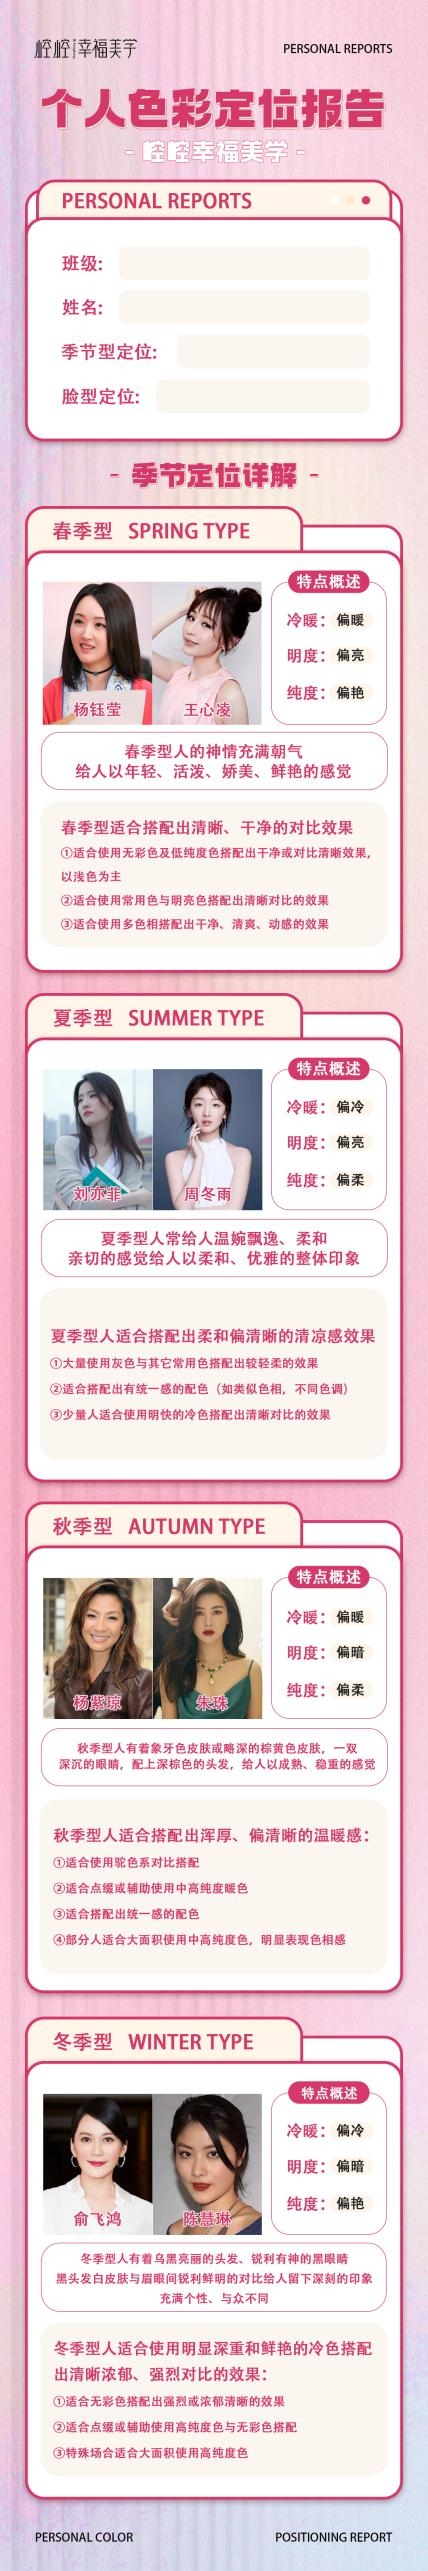 崆崆幸福美学
PERSONAL REPORTS
个人色彩定位报告
- 崆崆幸福美学 -
PERSONAL REPORTS
班级:
姓名:
季节型定位:
脸型定位:
- 季节定位详解 -
春季型 SPRING TYPE
特点概述
冷暖：偏暖
明度：偏亮
纯度：偏艳
杨钰莹
王心凌
春季型人的神情充满朝气
给人以年轻、活泼、娇美、鲜艳的感觉
春季型适合搭配出清晰、干净的对比效果
①适合使用无彩色及低纯度色搭配出干净或对比清晰效果，
以浅色为主
②适合使用常用色与明亮色搭配出清晰对比的效果
③适合使用多色相搭配出干净、清爽、动感的效果
夏季型 SUMMER TYPE
特点概述
冷暖：偏冷
明度：偏亮
纯度：偏柔
刘亦菲
周冬雨
夏季型人常给人温婉飘逸、柔和
亲切的感觉给人以柔和、优雅的整体印象
夏季型人适合搭配出柔和偏清晰的清凉感效果
①大量使用灰色与其它常用色搭配出较轻柔的效果
②适合搭配出有统一感的配色（如类似色相，不同色调）
③少量人适合使用明快的冷色搭配出清晰对比的效果
秋季型 AUTUMN TYPE
特点概述
冷暖：偏暖
明度：偏暗
纯度：偏柔
杨紫琼
朱珠
秋季型人有着象牙色皮肤或略深的棕黄色皮肤，一双
深沉的眼睛，配上深棕色的头发，给人以成熟、稳重的感觉
秋季型人适合搭配出浑厚、偏清晰的温暖感：
①适合使用驼色系对比搭配
②适合点缀或辅助使用中高纯度暖色
③适合搭配出统一感的配色
④部分人适合大面积使用中高纯度色，明显表现色相感
冬季型 WINTER TYPE
特点概述
冷暖：偏冷
明度：偏暗
纯度：偏艳
俞飞鸿
陈慧琳
冬季型人有着乌黑亮丽的头发、锐利有神的黑眼睛
黑头发白皮肤与眉眼间锐利鲜明的对比给人留下深刻的印象
充满个性、与众不同
冬季型人适合使用明显深重和鲜艳的冷色搭配
出清晰浓郁、强烈对比的效果：
①适合无彩色搭配出强烈或浓郁清晰的效果
②适合点缀或辅助使用高纯度色与无彩色搭配
③特殊场合适合大面积使用高纯度色
PERSONAL COLOR
POSITIONING REPORT